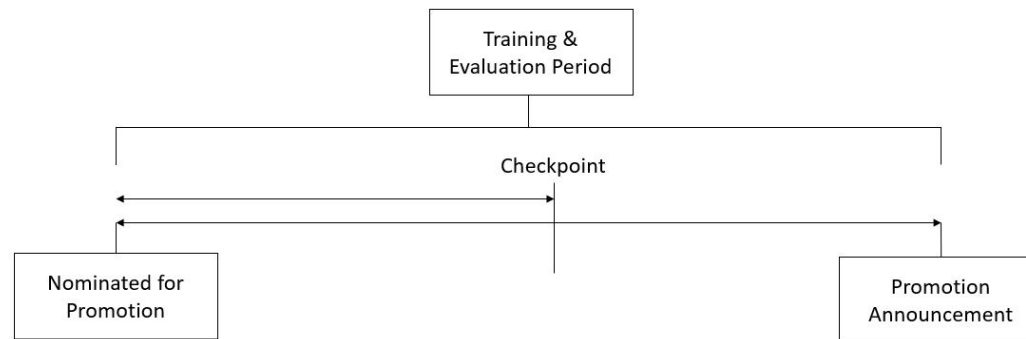 Training &
Evaluation Period
Checkpoint
Nominated for
Promotion
Promotion
Announcement